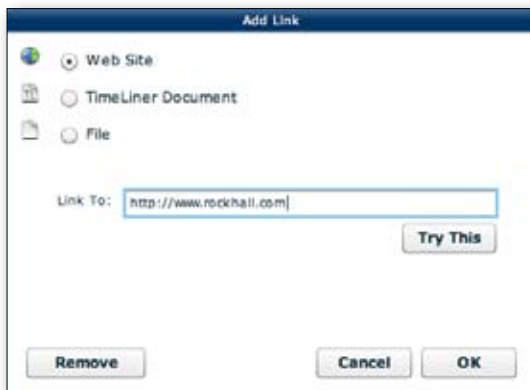 Add Link
Web Site
TimeLiner Document
File
Link To: http://www.rockhall.com
Try This
Remove Cancel OK